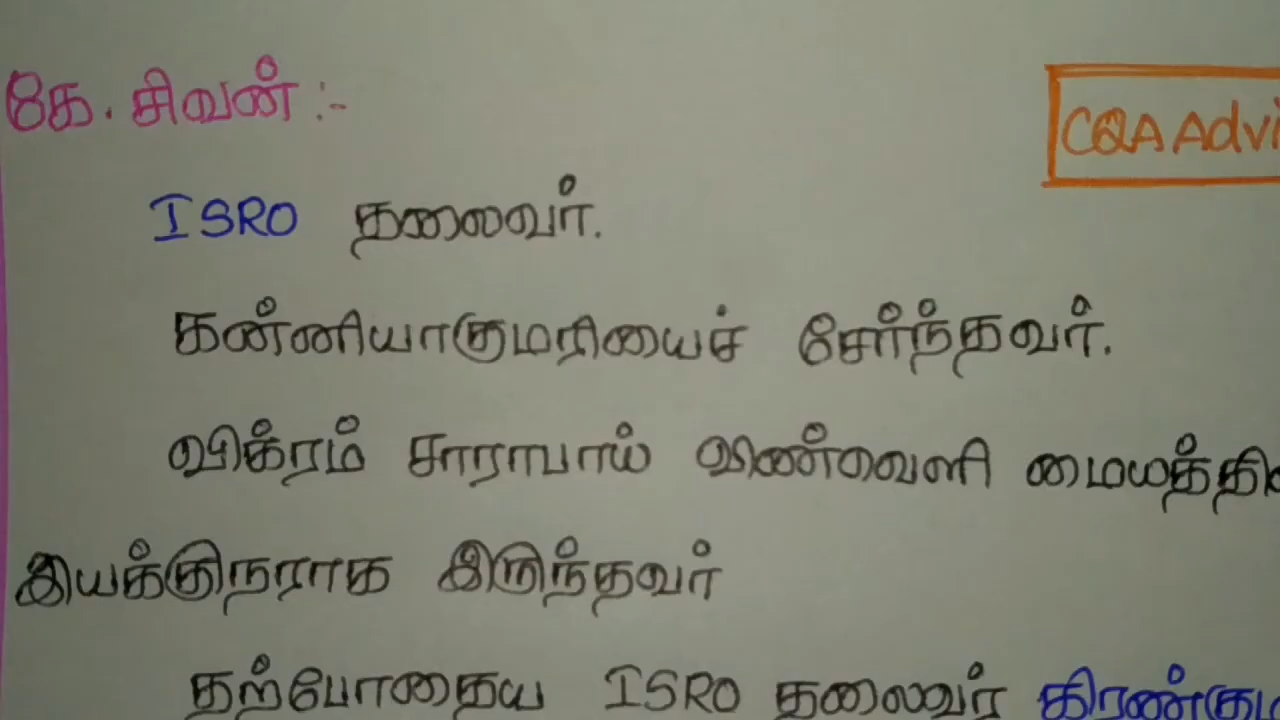 கே. சிவன் :-
CQA Advi
ISRO தலைவர்.
கன்னியாகுமரியைச் சேர்ந்தவர்.
விக்ரம் சாராபாய் விண்வெளி மையத்தின்
இயக்குநராக இருந்தவர்
தற்போதைய ISRO தலைவர் கிரண்கும